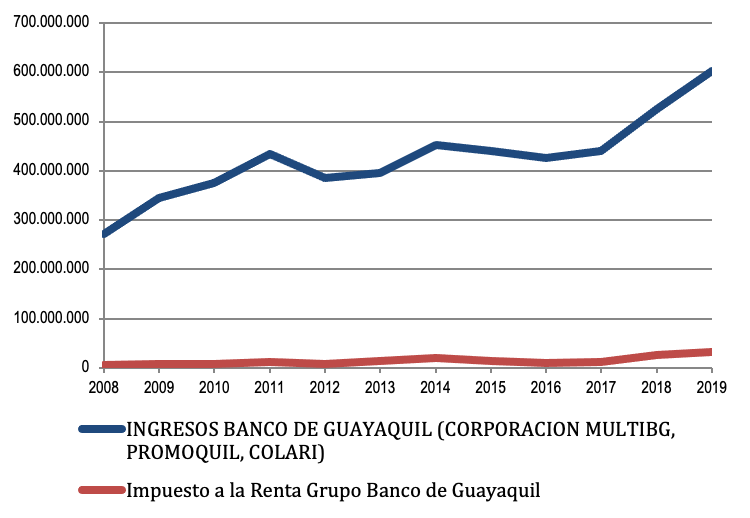 700.000.000
600.000.000
500.000.000
400.000.000
300.000.000
200.000.000
100.000.000
0
2008 2009 2010 2011 2012 2013 2014 2015 2016 2017 2018 2019
INGRESOS BANCO DE GUAYAQUIL (CORPORACION MULTIBG,
PROMOQUIL, COLARI)
Impuesto a la Renta Grupo Banco de Guayaquil